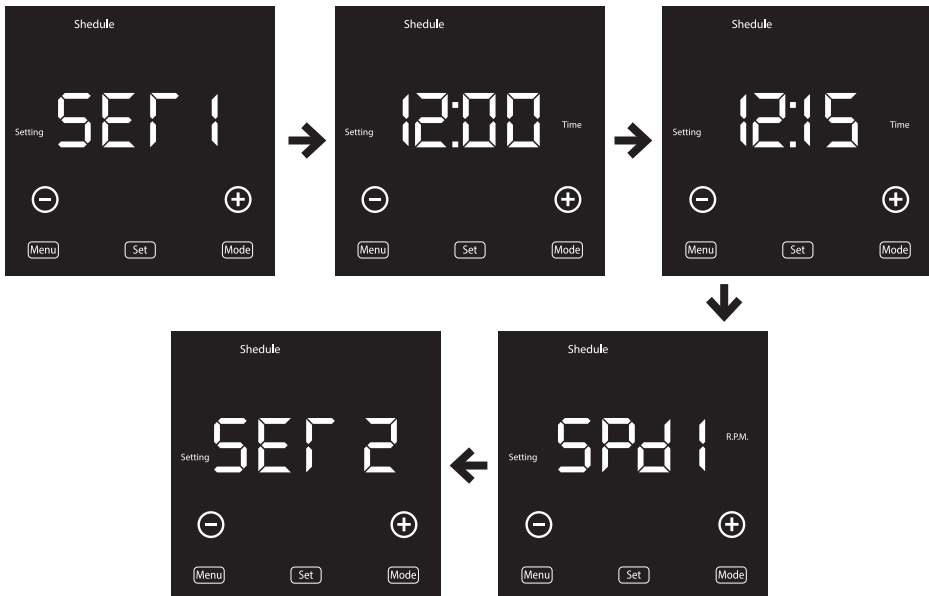 Shedule
Setting SET 1
Menu Set Mode
Shedule
Setting 12:00 Time
Menu Set Mode
Shedule
Setting 12:15 Time
Menu Set Mode
Shedule
Setting SPd1 R.P.M.
Menu Set Mode
Shedule
Setting SET 2
Menu Set Mode